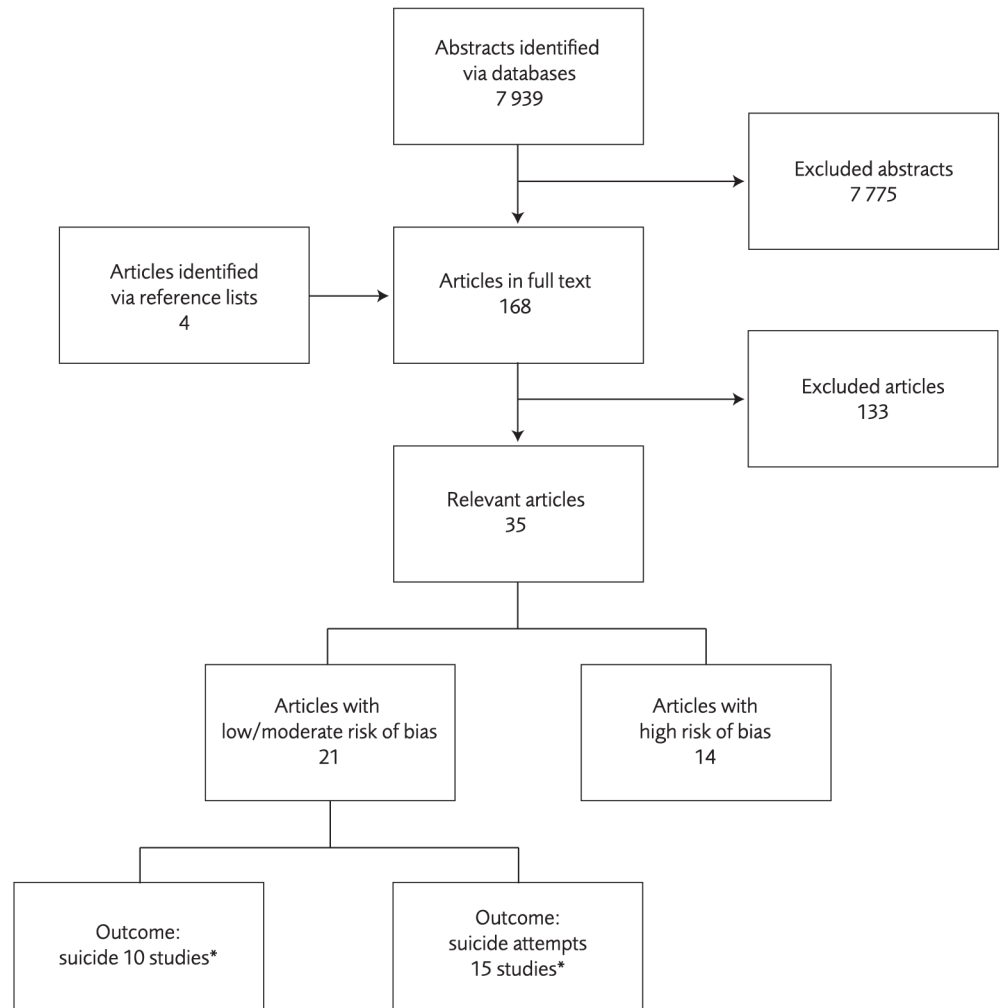 Abstracts identified
via databases
7 939
Excluded abstracts
7 775
Articles identified
via reference lists
4
Articles in full text
168
Excluded articles
133
Relevant articles
35
Articles with
low/moderate risk of bias
21
Articles with
high risk of bias
14
Outcome:
suicide 10 studies*
Outcome:
suicide attempts
15 studies*